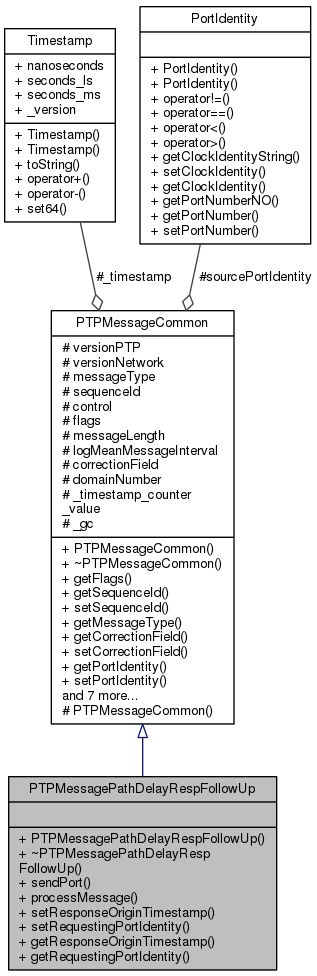 Timestamp
+ nanoseconds
+ seconds_ls
+ seconds_ms
+ _version
+ Timestamp()
+ Timestamp()
+ toString()
+ operator+()
+ operator-()
+ set64()
PortIdentity
+ PortIdentity()
+ PortIdentity()
+ operator!=()
+ operator==()
+ operator<()
+ operator>()
+ getClockIdentityString()
+ setClockIdentity()
+ getClockIdentity()
+ getPortNumberNO()
+ getPortNumber()
+ setPortNumber()
#_timestamp
#sourcePortIdentity
PTPMessageCommon
# versionPTP
# versionNetwork
# messageType
# sequenceId
# control
# flags
# messageLength
# logMeanMessageInterval
# correctionField
# domainNumber
# _timestamp_counter
_value
# _gc
+ PTPMessageCommon()
+ ~PTPMessageCommon()
+ getFlags()
+ getSequenceId()
+ setSequenceId()
+ getMessageType()
+ getCorrectionField()
+ setCorrectionField()
+ getPortIdentity()
+ setPortIdentity()
and 7 more...
# PTPMessageCommon()
PTPMessagePathDelayRespFollowUp
+ PTPMessagePathDelayRespFollowUp()
+ ~PTPMessagePathDelayResp
FollowUp()
+ sendPort()
+ processMessage()
+ setResponseOriginTimestamp()
+ setRequestingPortIdentity()
+ getResponseOriginTimestamp()
+ getRequestingPortIdentity()